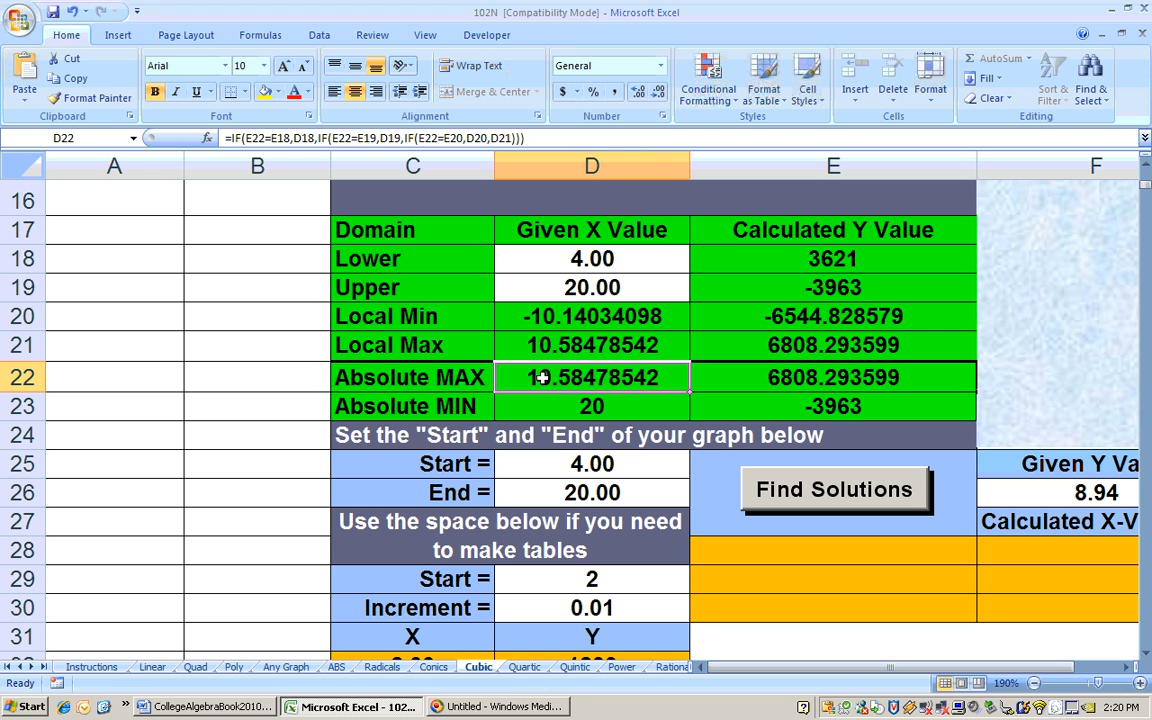 102N [Compatibility Mode] - Microsoft Excel
Home Insert Page Layout Formulas Data Review View Developer
Paste
Cut
Copy
Format Painter
Clipboard
Arial 10
B I U
Font
Wrap Text
Merge & Center
Alignment
General
$ % ,
Number
Conditional Formatting
Format as Table
Cell Styles
Styles
Insert Delete Format
Cells
AutoSum
Fill
Clear
Sort & Filter
Find & Select
Editing
D22 fx =IF(E22=E18,D18,IF(E22=E19,D19,IF(E22=E20,D20,D21)))
A B C D E F
16
17 Domain Given X Value Calculated Y Value
18 Lower 4.00 3621
19 Upper 20.00 -3963
20 Local Min -10.14034098 -6544.828579
21 Local Max 10.58478542 6808.293599
22 Absolute MAX 10.58478542 6808.293599
23 Absolute MIN 20 -3963
24 Set the "Start" and "End" of your graph below
25 Start = 4.00 Given Y Va
26 End = 20.00 Find Solutions 8.94
27 Use the space below if you need Calculated X-V
28 to make tables
29 Start = 2
30 Increment = 0.01
31 X Y
Instructions Linear Quad Poly Any Graph ABS Radicals Conics Cubic Quartic Quintic Power Rationa
Ready 190%
Start CollegeAlgebraBook2010... Microsoft Excel - 102... Untitled - Windows Medi... 2:20 PM